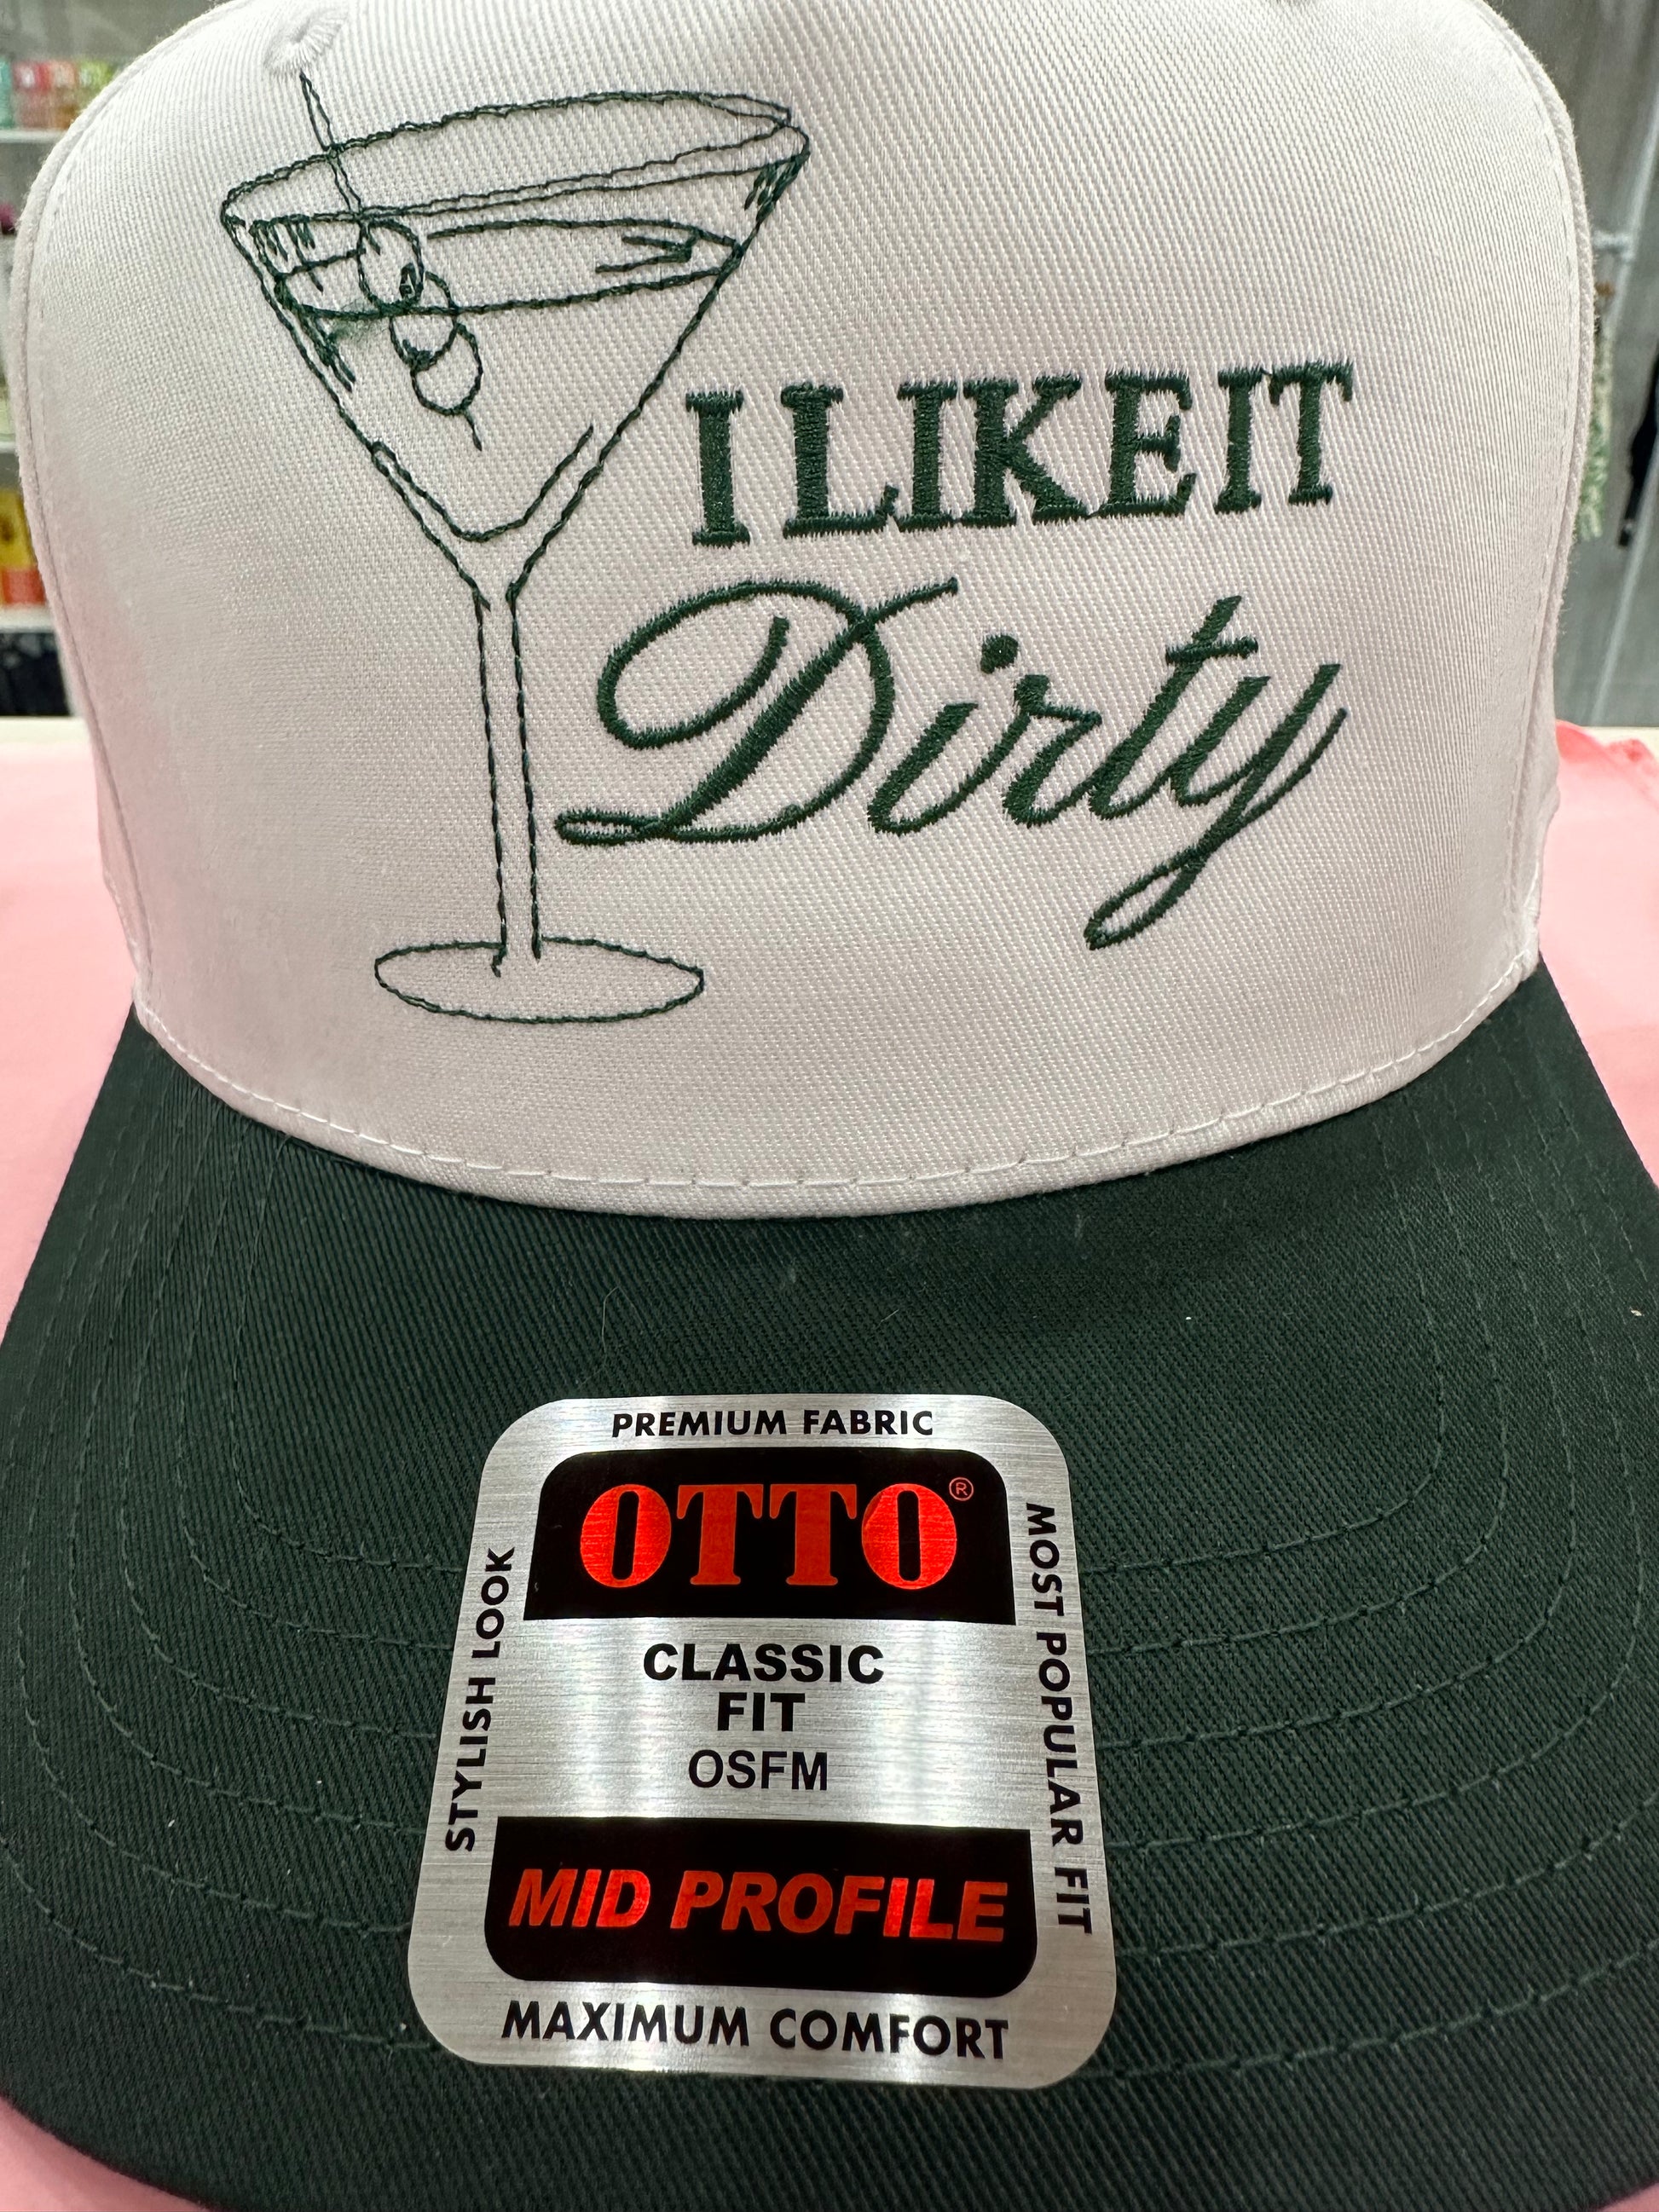 I LIKE IT
Dirty
PREMIUM FABRIC
OTTO®
CLASSIC
FIT
OSFM
MID PROFILE
MAXIMUM COMFORT
STYLISH LOOK
MOST POPULAR FIT